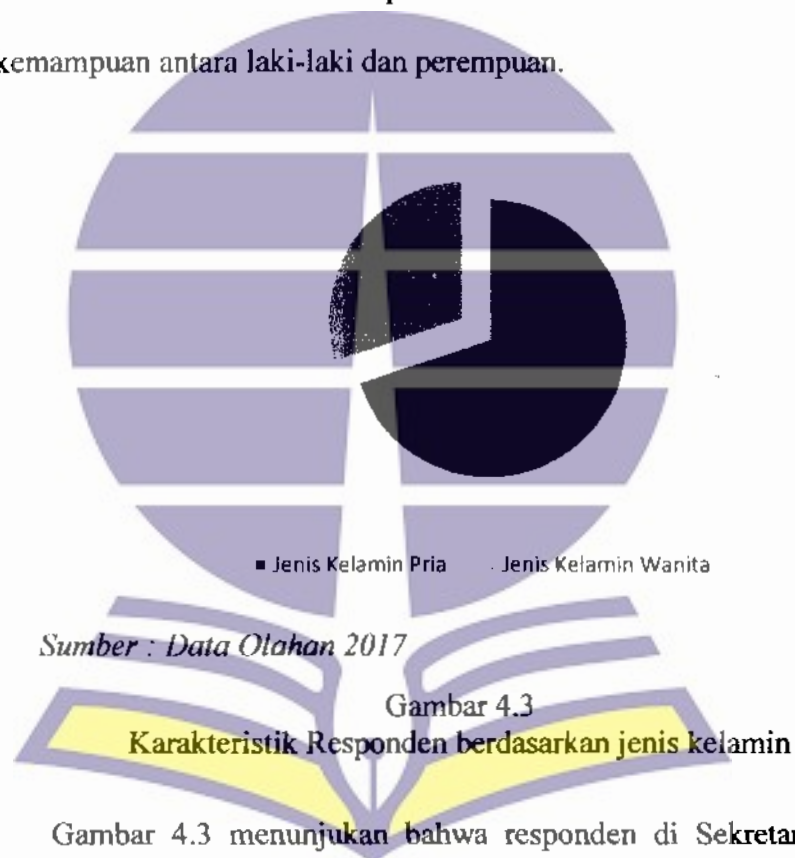 kemampuan antara laki-laki dan perempuan.
■ Jenis Kelamin Pria Jenis Kelamin Wanita
Sumber : Data Olahan 2017
Gambar 4.3
Karakteristik Responden berdasarkan jenis kelamin
Gambar 4.3 menunjukan bahwa responden di